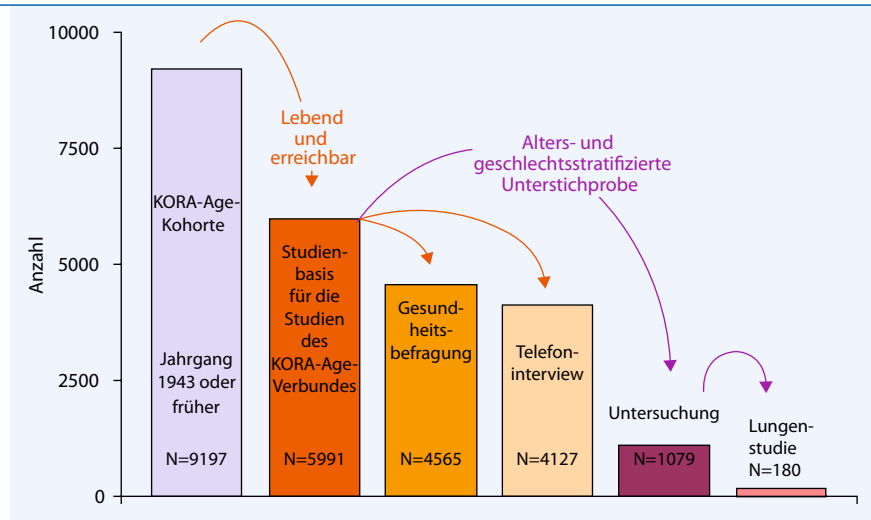 10000
7500
5000
2500
0
Anzahl
KORA-Age-
Kohorte
Jahrgang
1943 oder
früher
N=9197
Lebend
und
erreichbar
Studien-
basis
für die
Studien
des
KORA-Age-
Verbundes
N=5991
Gesund-
heits-
befragung
N=4565
Telefon-
interview
N=4127
Alters- und
geschlechtsstratifizierte
Unterstichprobe
Untersuchung
N=1079
Lungen-
studie
N=180